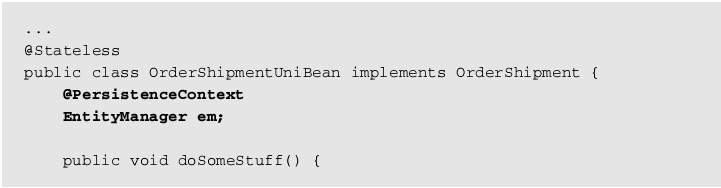 ...
@Stateless
public class OrderShipmentUniBean implements OrderShipment {
    @PersistenceContext
    EntityManager em;

    public void doSomeStuff() {